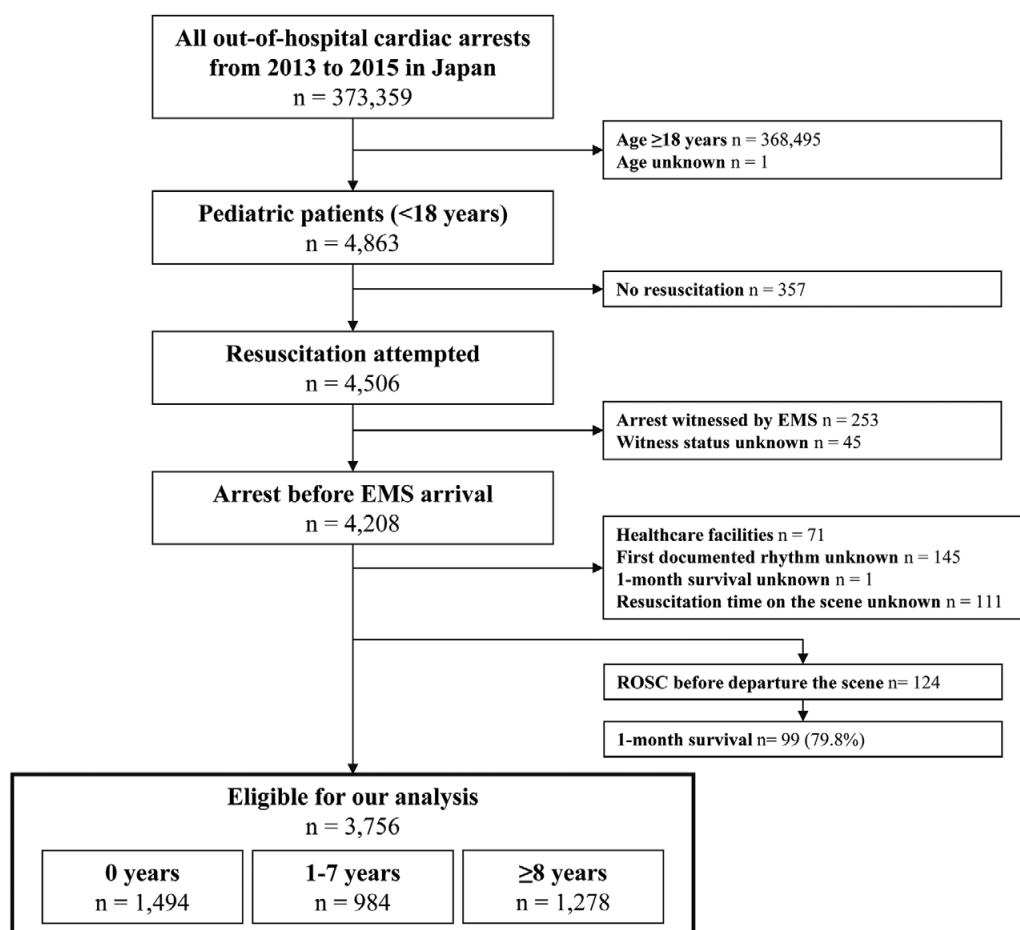 All out-of-hospital cardiac arrests
from 2013 to 2015 in Japan
n = 373,359
Age ≥18 years n = 368,495
Age unknown n = 1
Pediatric patients (<18 years)
n = 4,863
No resuscitation n = 357
Resuscitation attempted
n = 4,506
Arrest witnessed by EMS n = 253
Witness status unknown n = 45
Arrest before EMS arrival
n = 4,208
Healthcare facilities n = 71
First documented rhythm unknown n = 145
1-month survival unknown n = 1
Resuscitation time on the scene unknown n = 111
ROSC before departure the scene n= 124
1-month survival n= 99 (79.8%)
Eligible for our analysis
n = 3,756
0 years
n = 1,494
1-7 years
n = 984
≥8 years
n = 1,278